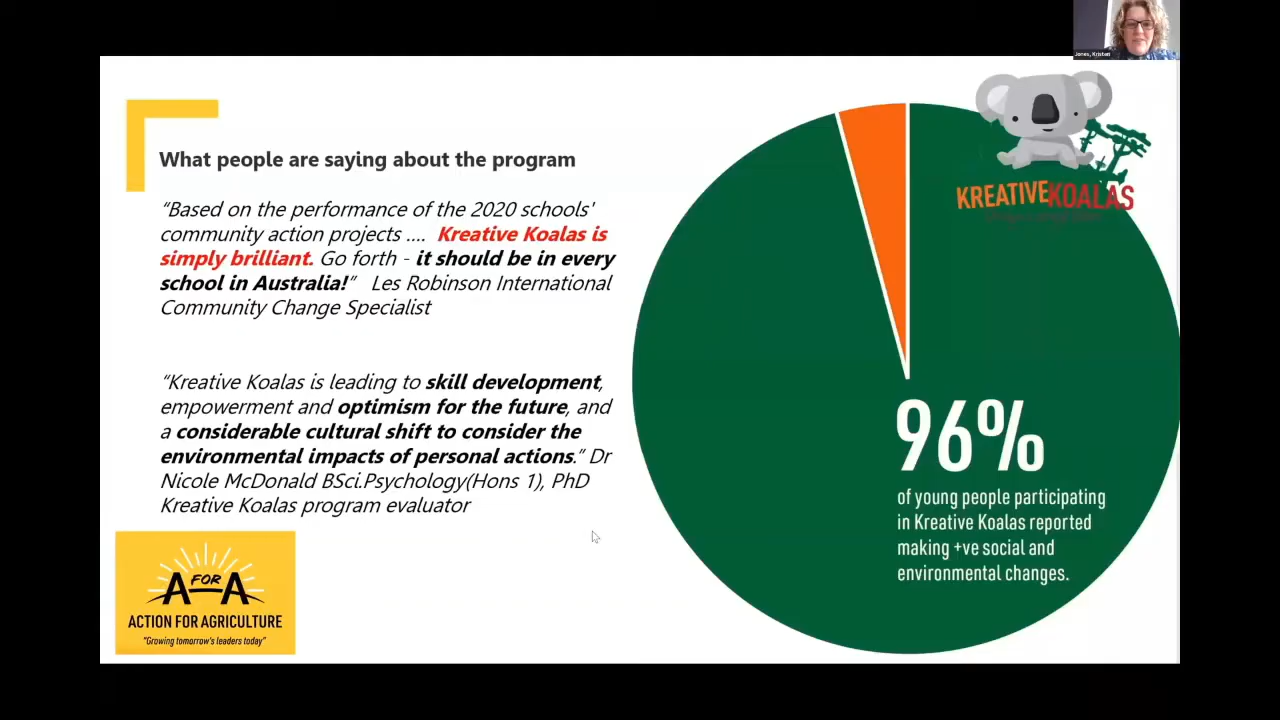 Jones, Kristen
What people are saying about the program
“Based on the performance of the 2020 schools'
community action projects .... Kreative Koalas is
simply brilliant. Go forth - it should be in every
school in Australia!” Les Robinson International
Community Change Specialist
“Kreative Koalas is leading to skill development,
empowerment and optimism for the future, and
a considerable cultural shift to consider the
environmental impacts of personal actions.” Dr
Nicole McDonald BSci.Psychology(Hons 1), PhD
Kreative Koalas program evaluator
A FOR A
ACTION FOR AGRICULTURE
"Growing tomorrow's leaders today"
KREATIVE KOALAS
96%
of young people participating
in Kreative Koalas reported
making +ve social and
environmental changes.